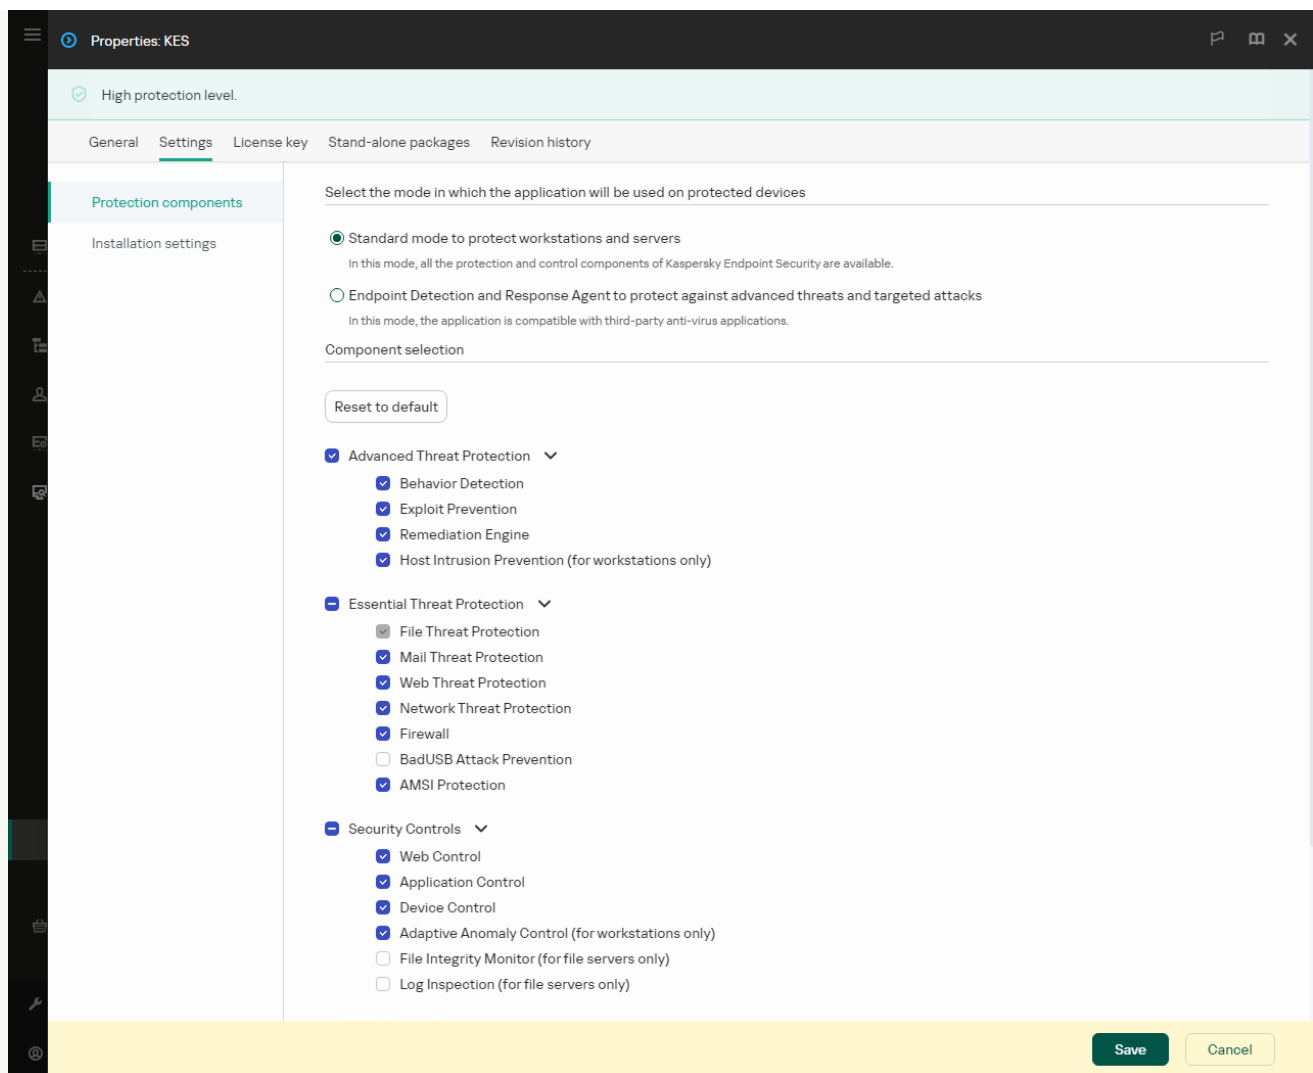 Properties: KES
High protection level.
General Settings License key Stand-alone packages Revision history
Protection components
Installation settings
Select the mode in which the application will be used on protected devices
Standard mode to protect workstations and servers
In this mode, all the protection and control components of Kaspersky Endpoint Security are available.
Endpoint Detection and Response Agent to protect against advanced threats and targeted attacks
In this mode, the application is compatible with third-party anti-virus applications.
Component selection
Reset to default
Advanced Threat Protection
Behavior Detection
Exploit Prevention
Remediation Engine
Host Intrusion Prevention (for workstations only)
Essential Threat Protection
File Threat Protection
Mail Threat Protection
Web Threat Protection
Network Threat Protection
Firewall
BadUSB Attack Prevention
AMSI Protection
Security Controls
Web Control
Application Control
Device Control
Adaptive Anomaly Control (for workstations only)
File Integrity Monitor (for file servers only)
Log Inspection (for file servers only)
Save Cancel